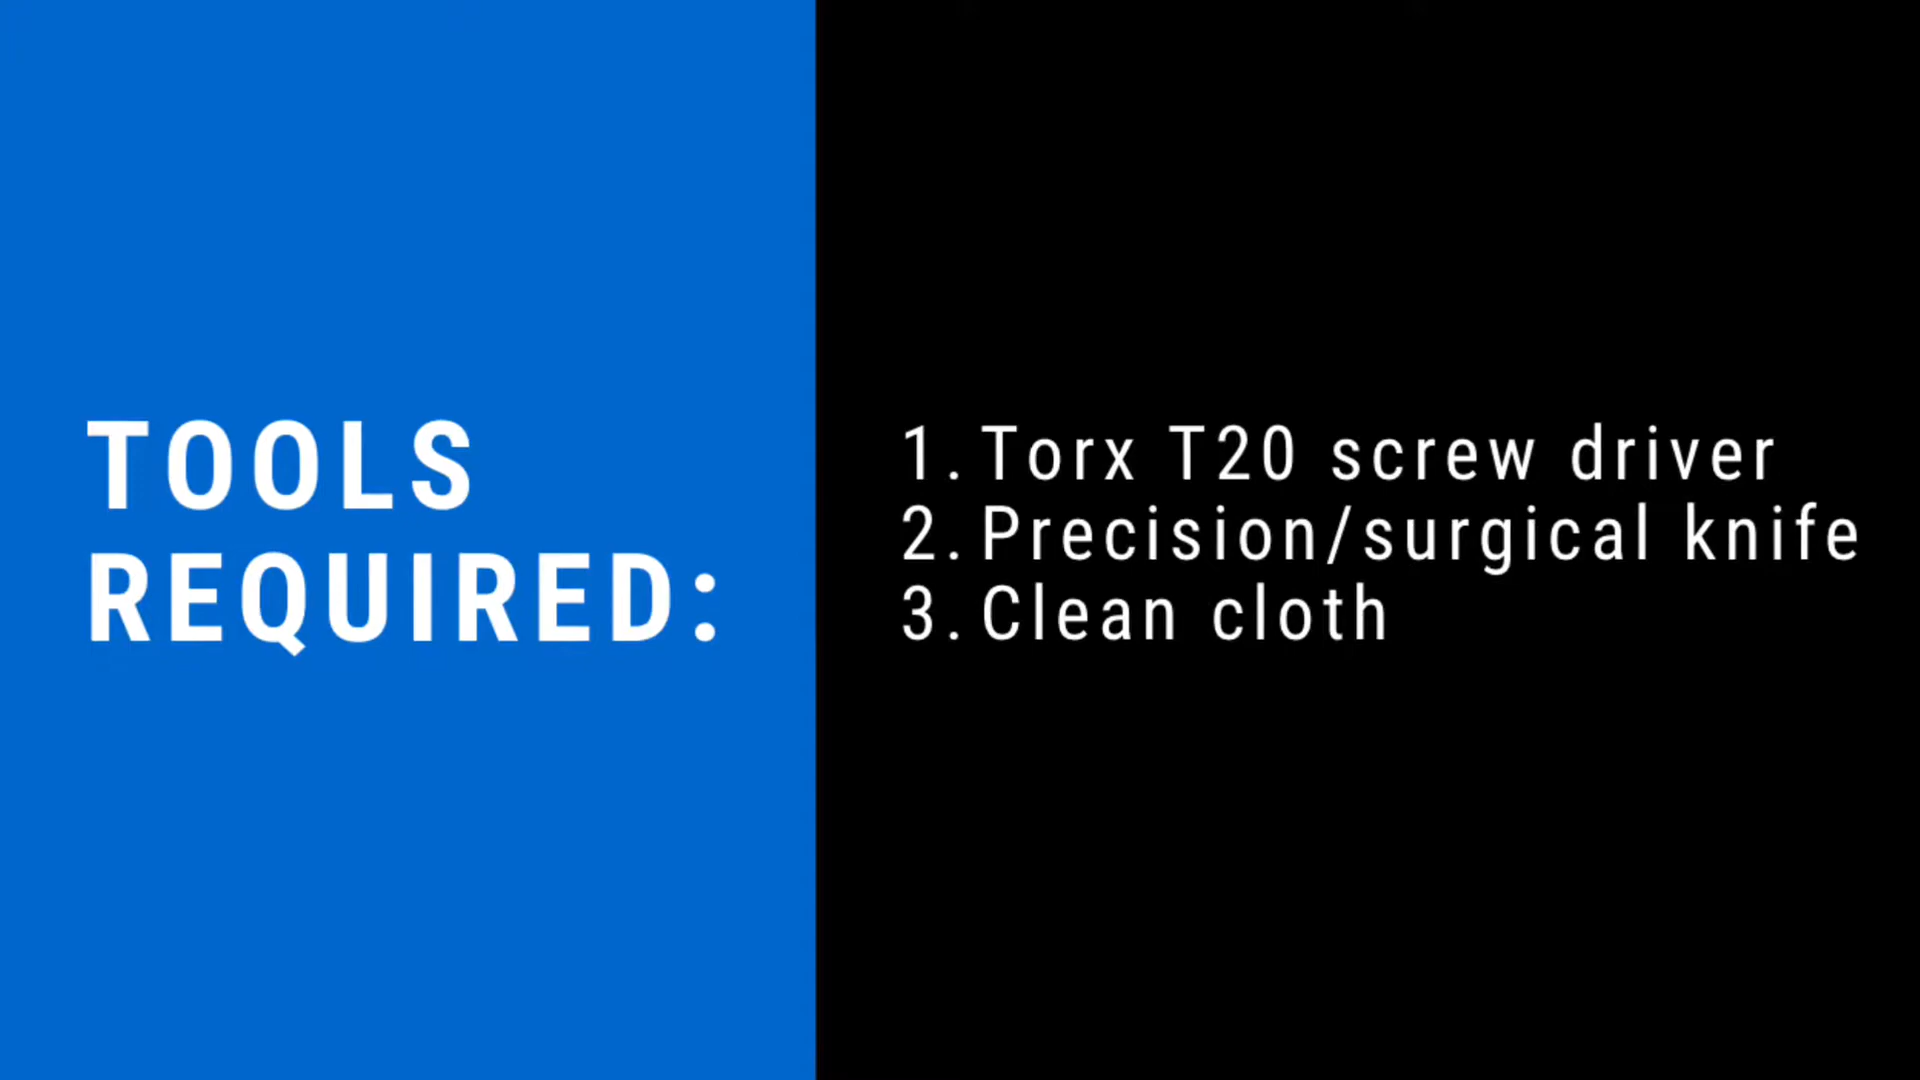 TOOLS
REQUIRED:
1. Torx T20 screw driver
2. Precision/surgical knife
3. Clean cloth